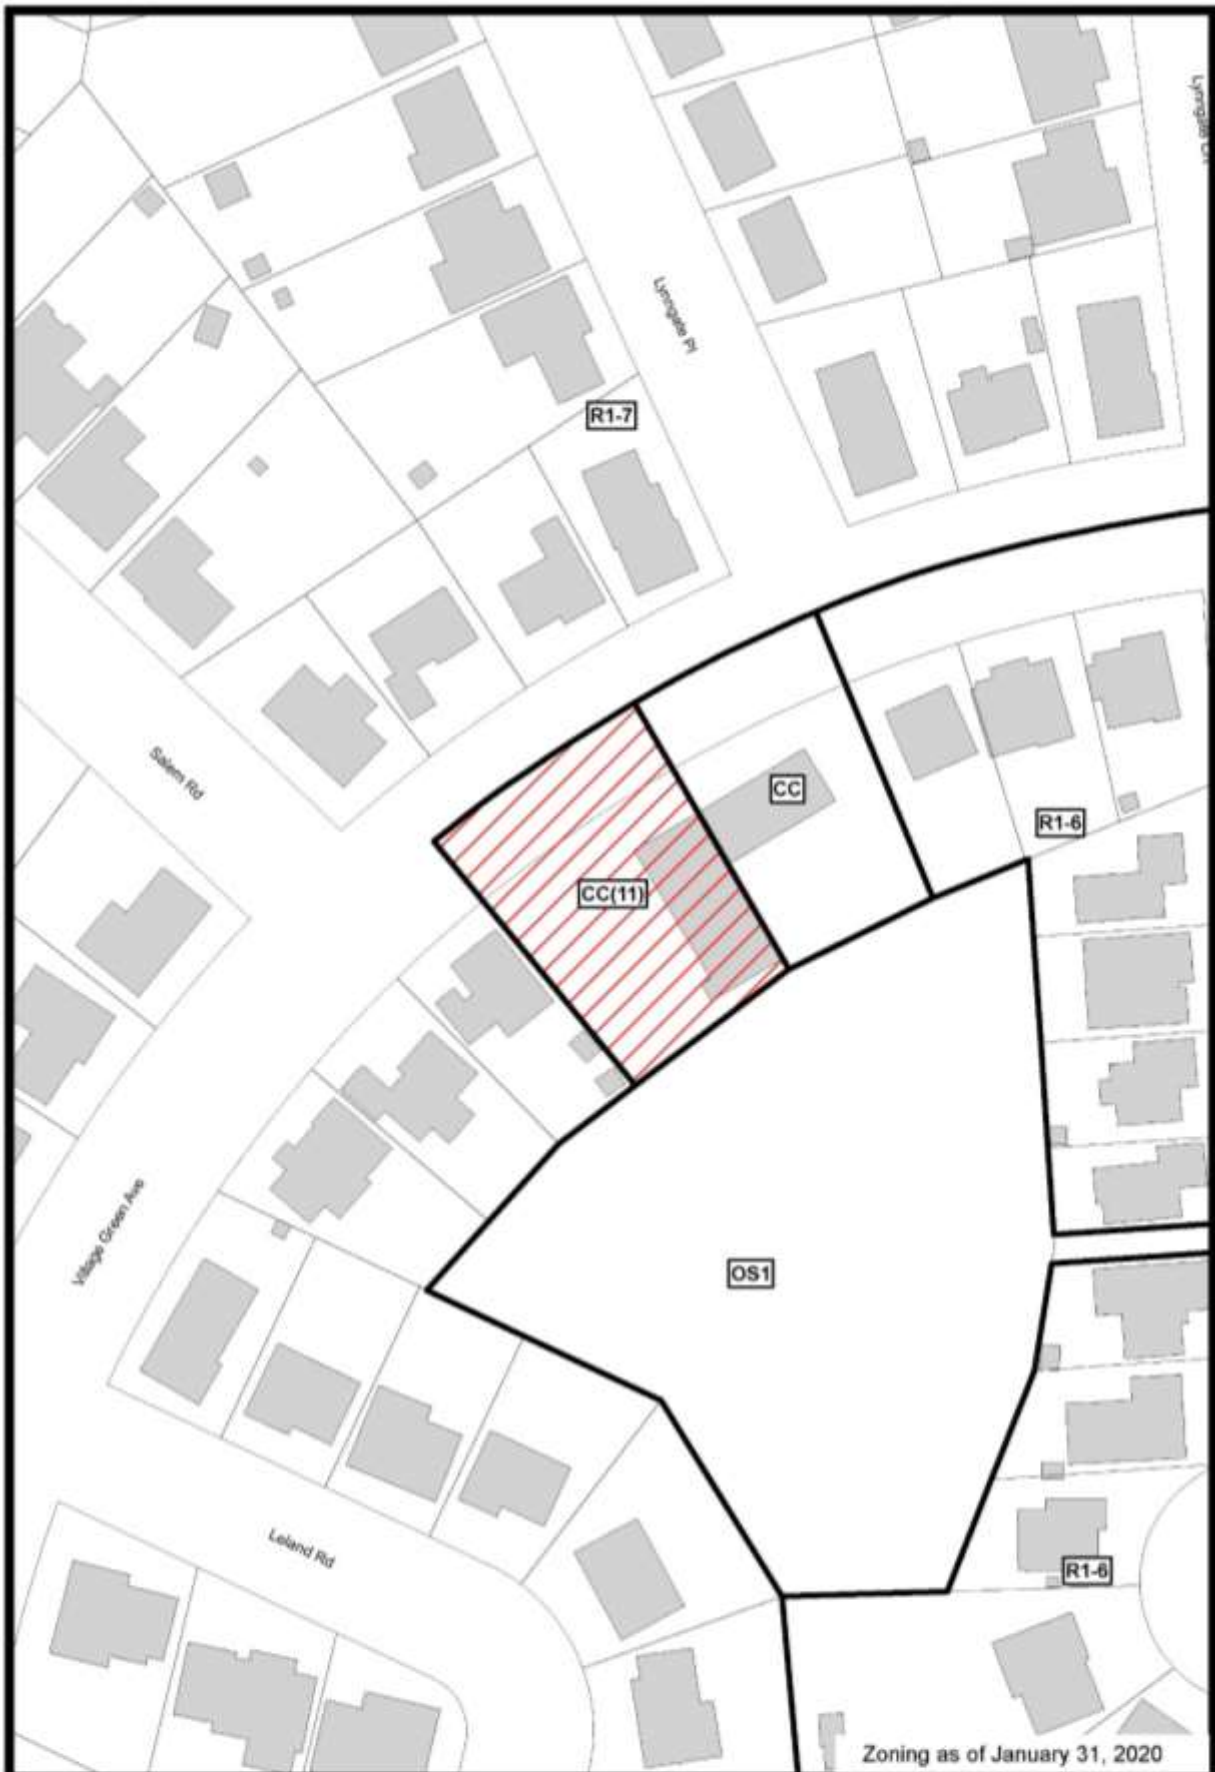 Lyngate Pl
R1-7
Salem Rd
CC
R1-6
CC(11)
Village Green Ave
OS1
Leland Rd
R1-6
Zoning as of January 31, 2020